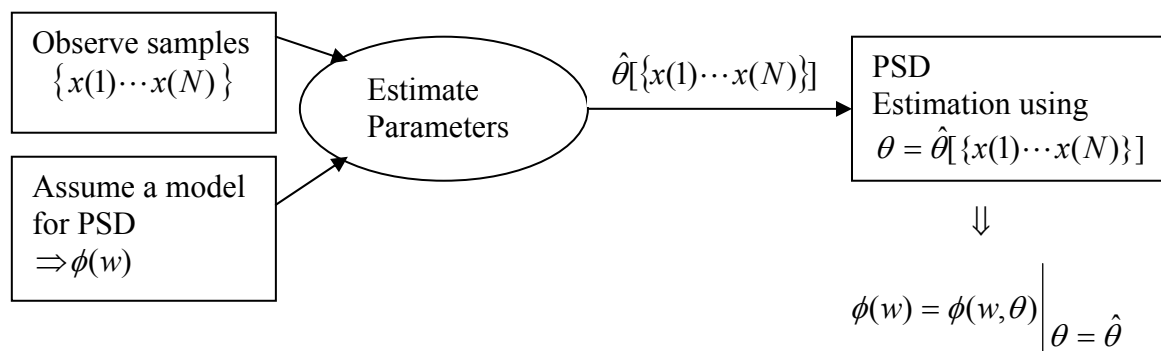 Observe samples
{x(1)⋯x(N)}
Assume a model
for PSD
⇒ϕ(w)
Estimate
Parameters
θ̂[{x(1)⋯x(N)}]
PSD
Estimation using
θ = θ̂[{x(1)⋯x(N)}]
⇓
ϕ(w) = ϕ(w,θ)|θ = θ̂